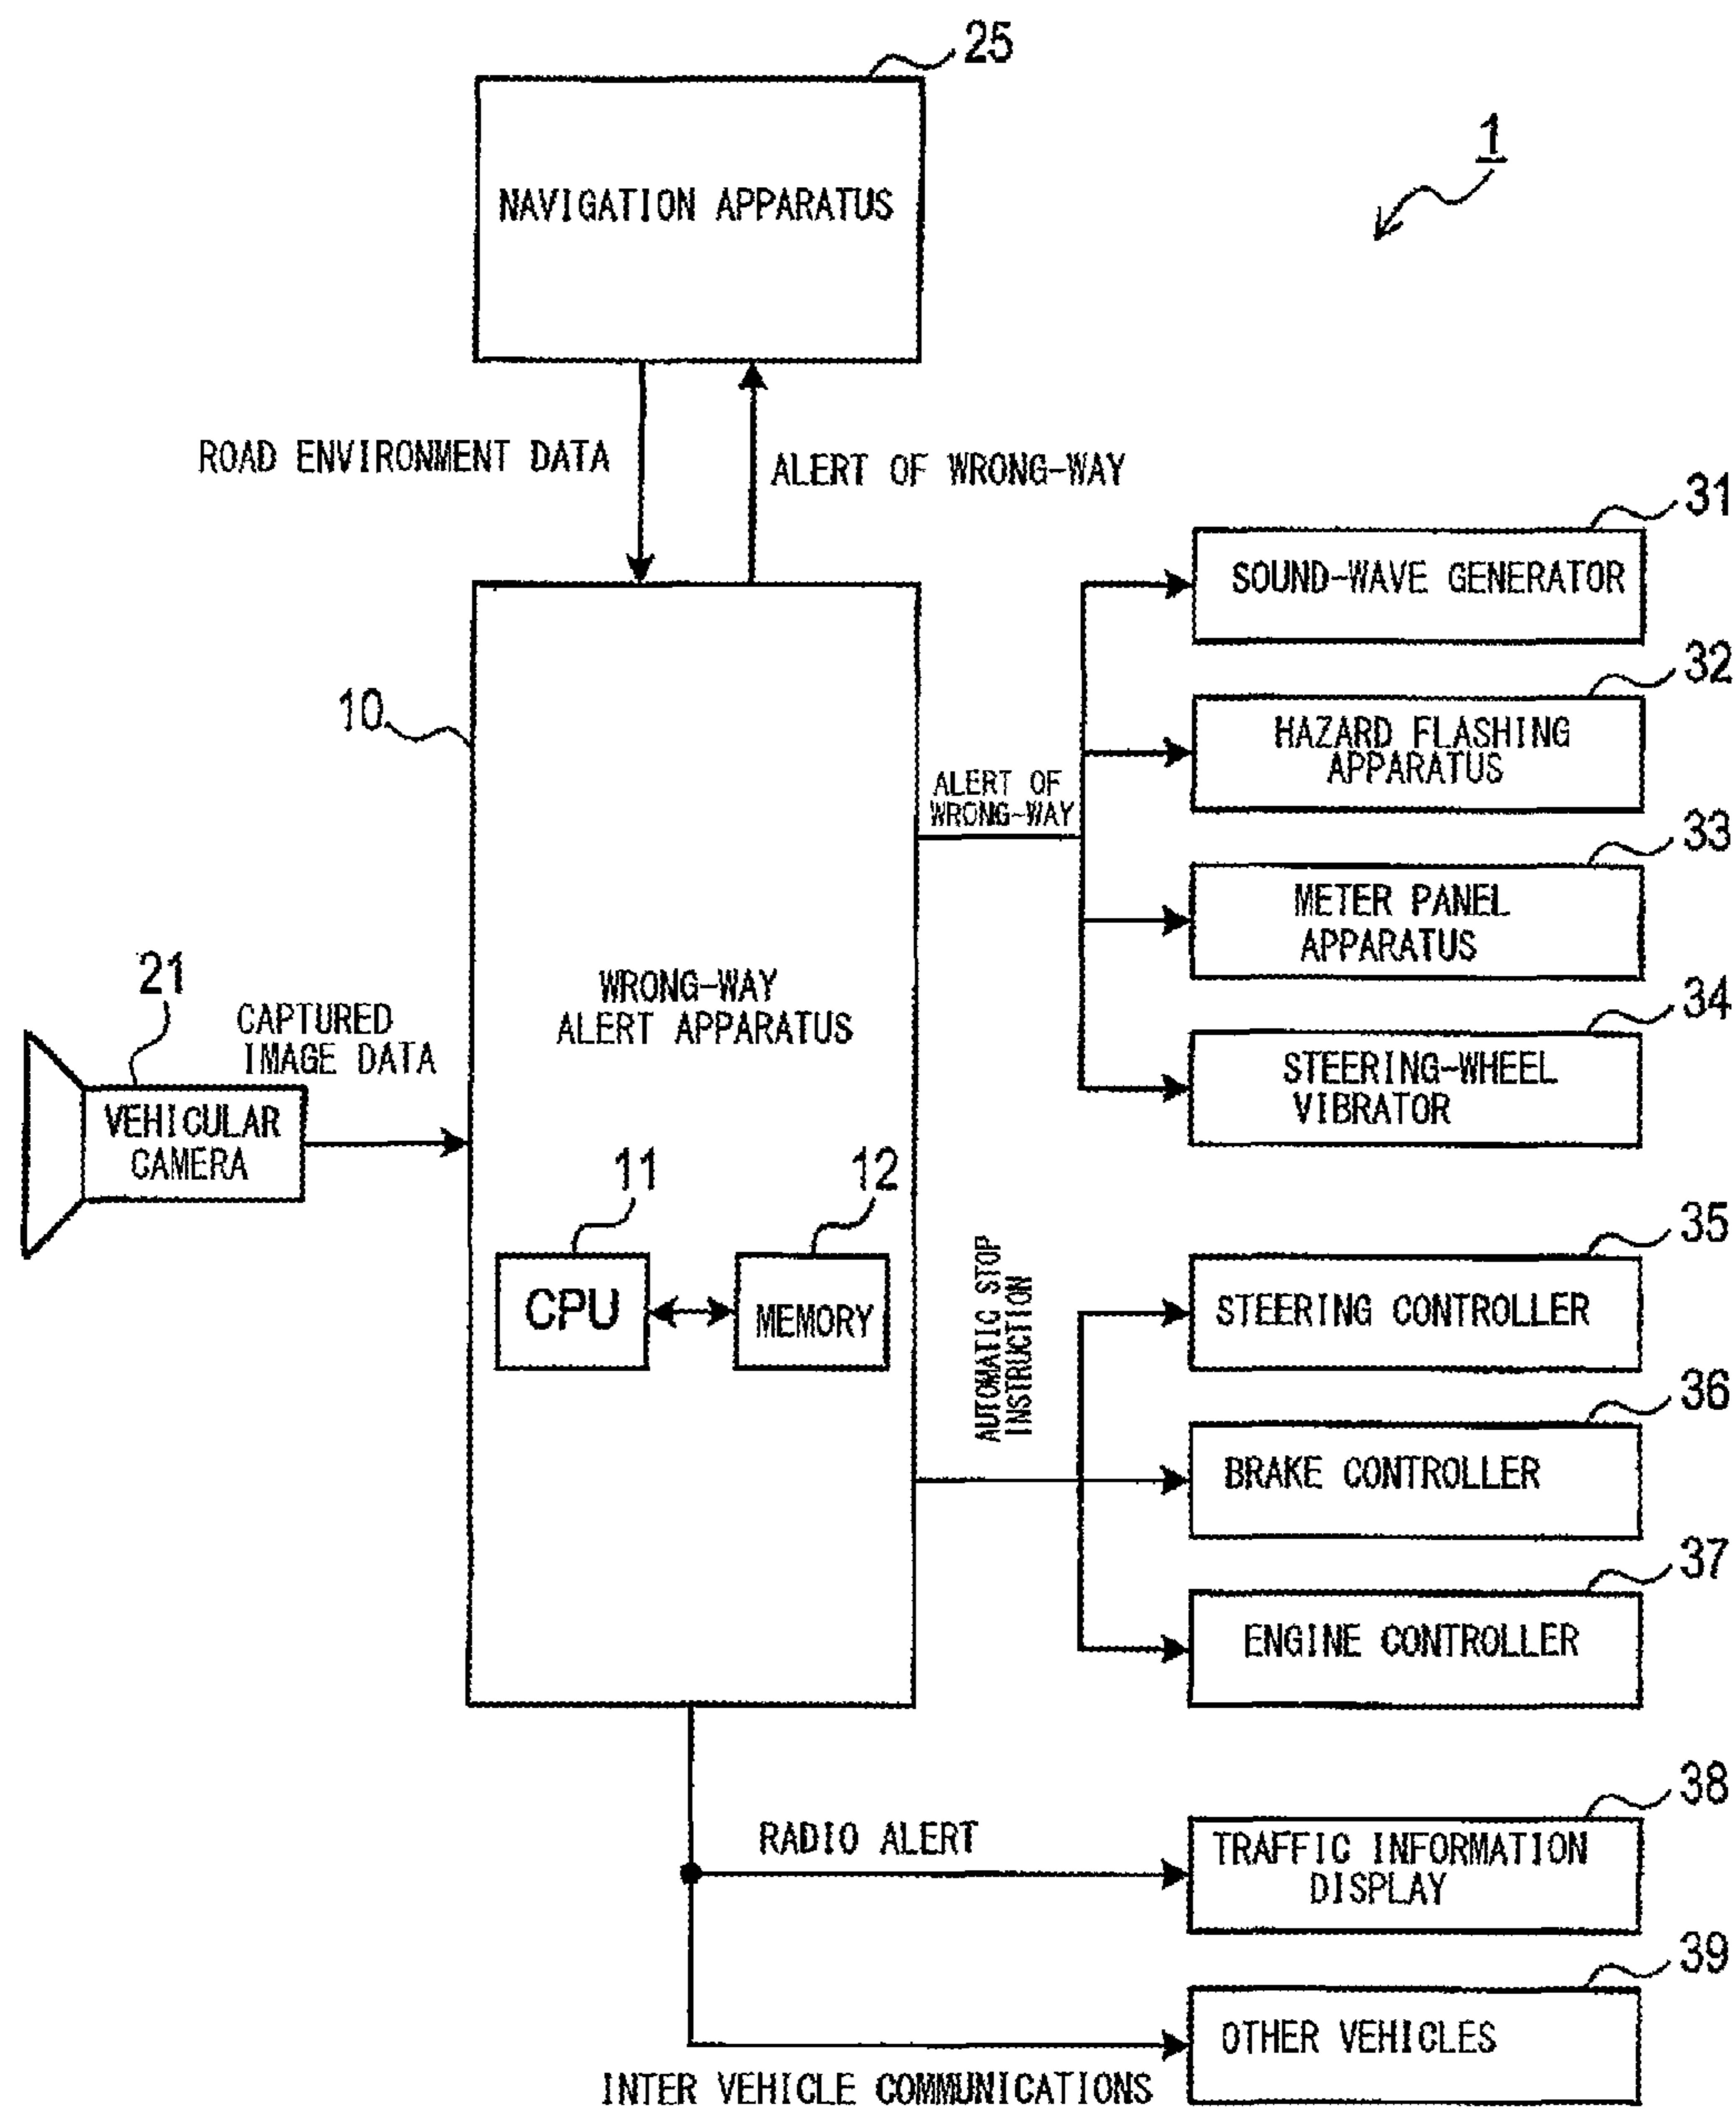 25
1
NAVIGATION APPARATUS
ROAD ENVIRONMENT DATA
ALERT OF WRONG-WAY
31
SOUND-WAVE GENERATOR
32
HAZARD FLASHING
APPARATUS
10
ALERT OF
WRONG-WAY
33
METER PANEL
APPARATUS
21
CAPTURED
IMAGE DATA
WRONG-WAY
ALERT APPARATUS
34
STEERING-WHEEL
VIBRATOR
VEHICULAR
CAMERA
11
12
CPU
MEMORY
AUTOMATIC STOP
INSTRUCTION
35
STEERING CONTROLLER
36
BRAKE CONTROLLER
37
ENGINE CONTROLLER
38
RADIO ALERT
TRAFFIC INFORMATION
DISPLAY
39
OTHER VEHICLES
INTER VEHICLE COMMUNICATIONS